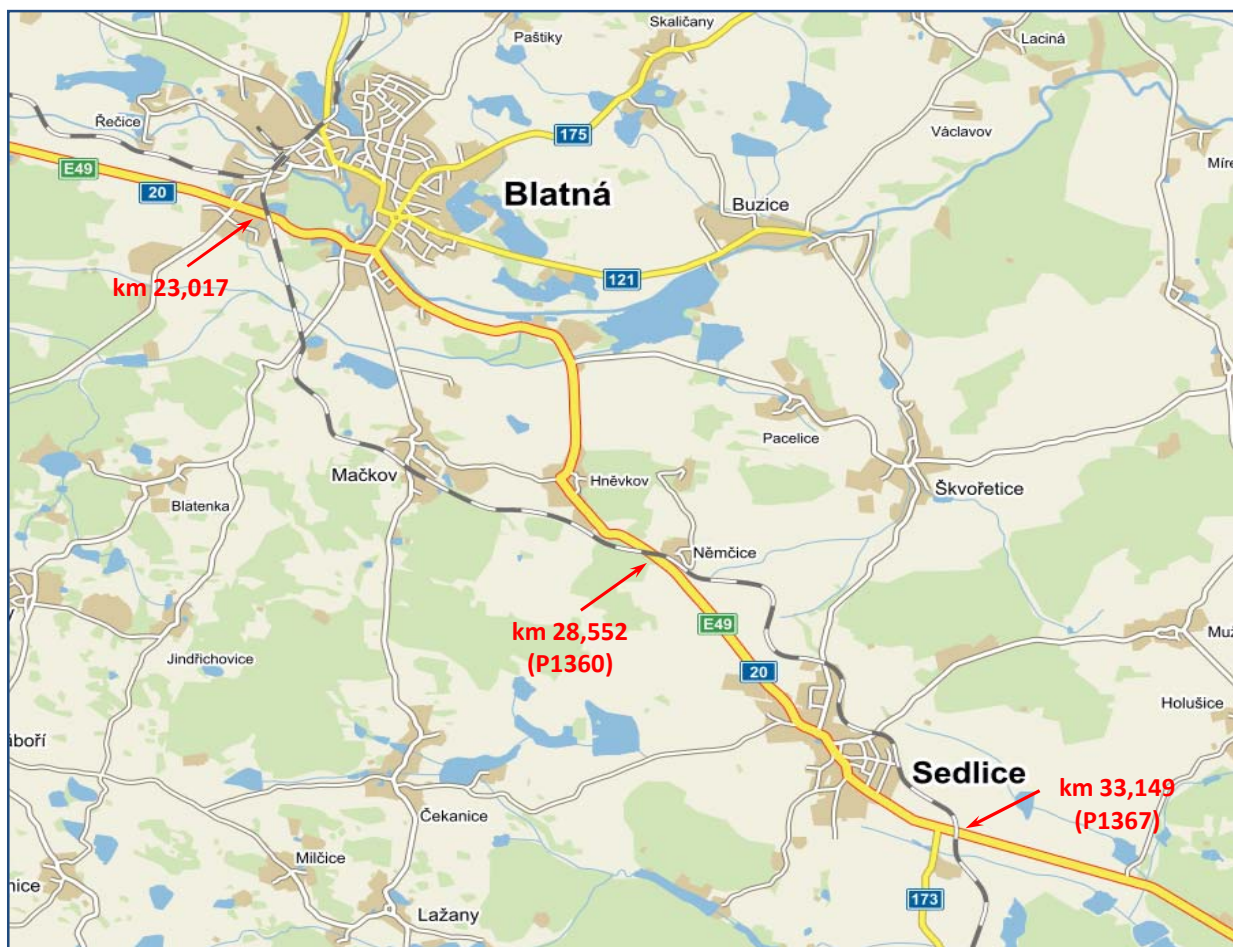 Skaličany
Paštiky
Laciná
Řečice
175
Václavov
Míre
E49
20
Blatná
Buzice
km 23,017
121
Pacelice
Mačkov
Hněvkov
Škvořetice
Blatenka
Němčice
km 28,552
(P1360)
E49
Muž
Jindřichovice
20
Holušice
áboří
Sedlice
km 33,149
(P1367)
Čekanice
Milčice
nice
173
Lažany